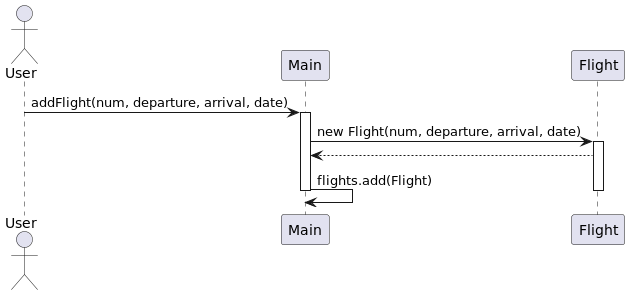 User
Main
Flight
addFlight(num, departure, arrival, date)
new Flight(num, departure, arrival, date)
flights.add(Flight)
User
Main
Flight